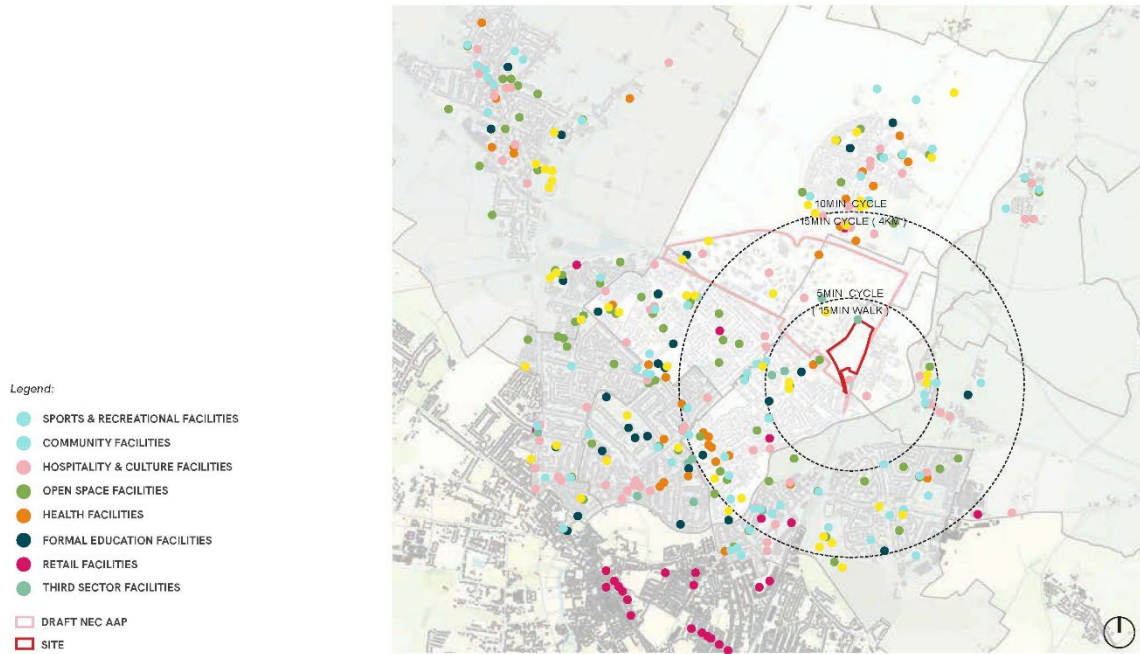 10MIN CYCLE
15MIN CYCLE ( 4KM )
5MIN CYCLE
( 15MIN WALK )
Legend:
SPORTS & RECREATIONAL FACILITIES
COMMUNITY FACILITIES
HOSPITALITY & CULTURE FACILITIES
OPEN SPACE FACILITIES
HEALTH FACILITIES
FORMAL EDUCATION FACILITIES
RETAIL FACILITIES
THIRD SECTOR FACILITIES
DRAFT NEC AAP
SITE